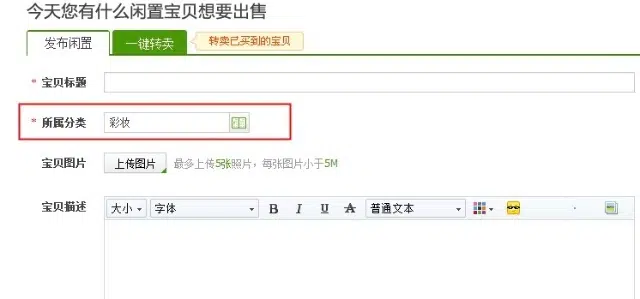 今天您有什么闲置宝贝想要出售
发布闲置 一键转卖 转卖已买到的宝贝
* 宝贝标题
* 所属分类 彩妆
宝贝图片 上传图片 最多上传5张照片，每张图片小于5M
宝贝描述 大小 字体 B I U A 普通文本